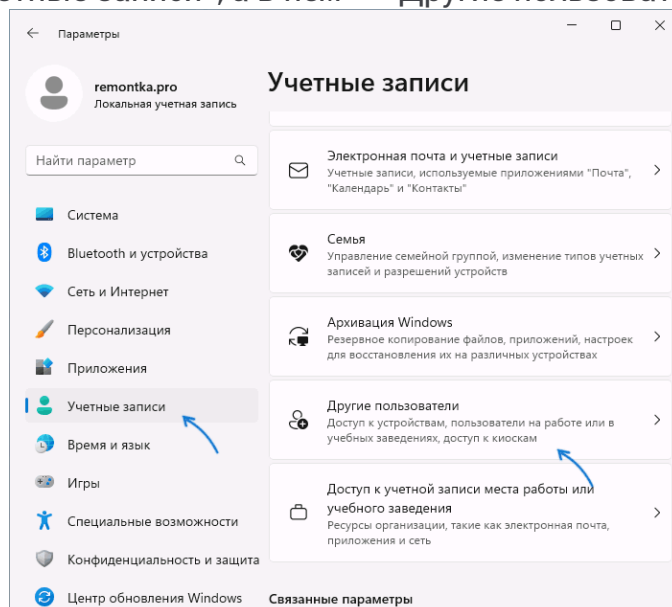 Другие
Параметры
remontka.pro
Локальная учетная запись
Найти параметр
Система
Bluetooth и устройства
Сеть и Интернет
Персонализация
Приложения
Учетные записи
Время и язык
Игры
Специальные возможности
Конфиденциальность и защита
Центр обновления Windows
Учетные записи
Электронная почта и учетные записи
Учетные записи, используемые приложениями "Почта",
"Календарь" и "Контакты"
Семья
Управление семейной группой, изменение типов учетных
записей и разрешений устройств
Архивация Windows
Резервное копирование файлов, приложений, настроек
для восстановления их на различных устройствах
Другие пользователи
Доступ к устройствам, пользователи на работе или в
учебных заведениях, доступ к киоскам
Доступ к учетной записи места работы или
учебного заведения
Ресурсы организации, такие как электронная почта,
приложения и сеть
Связанные параметры